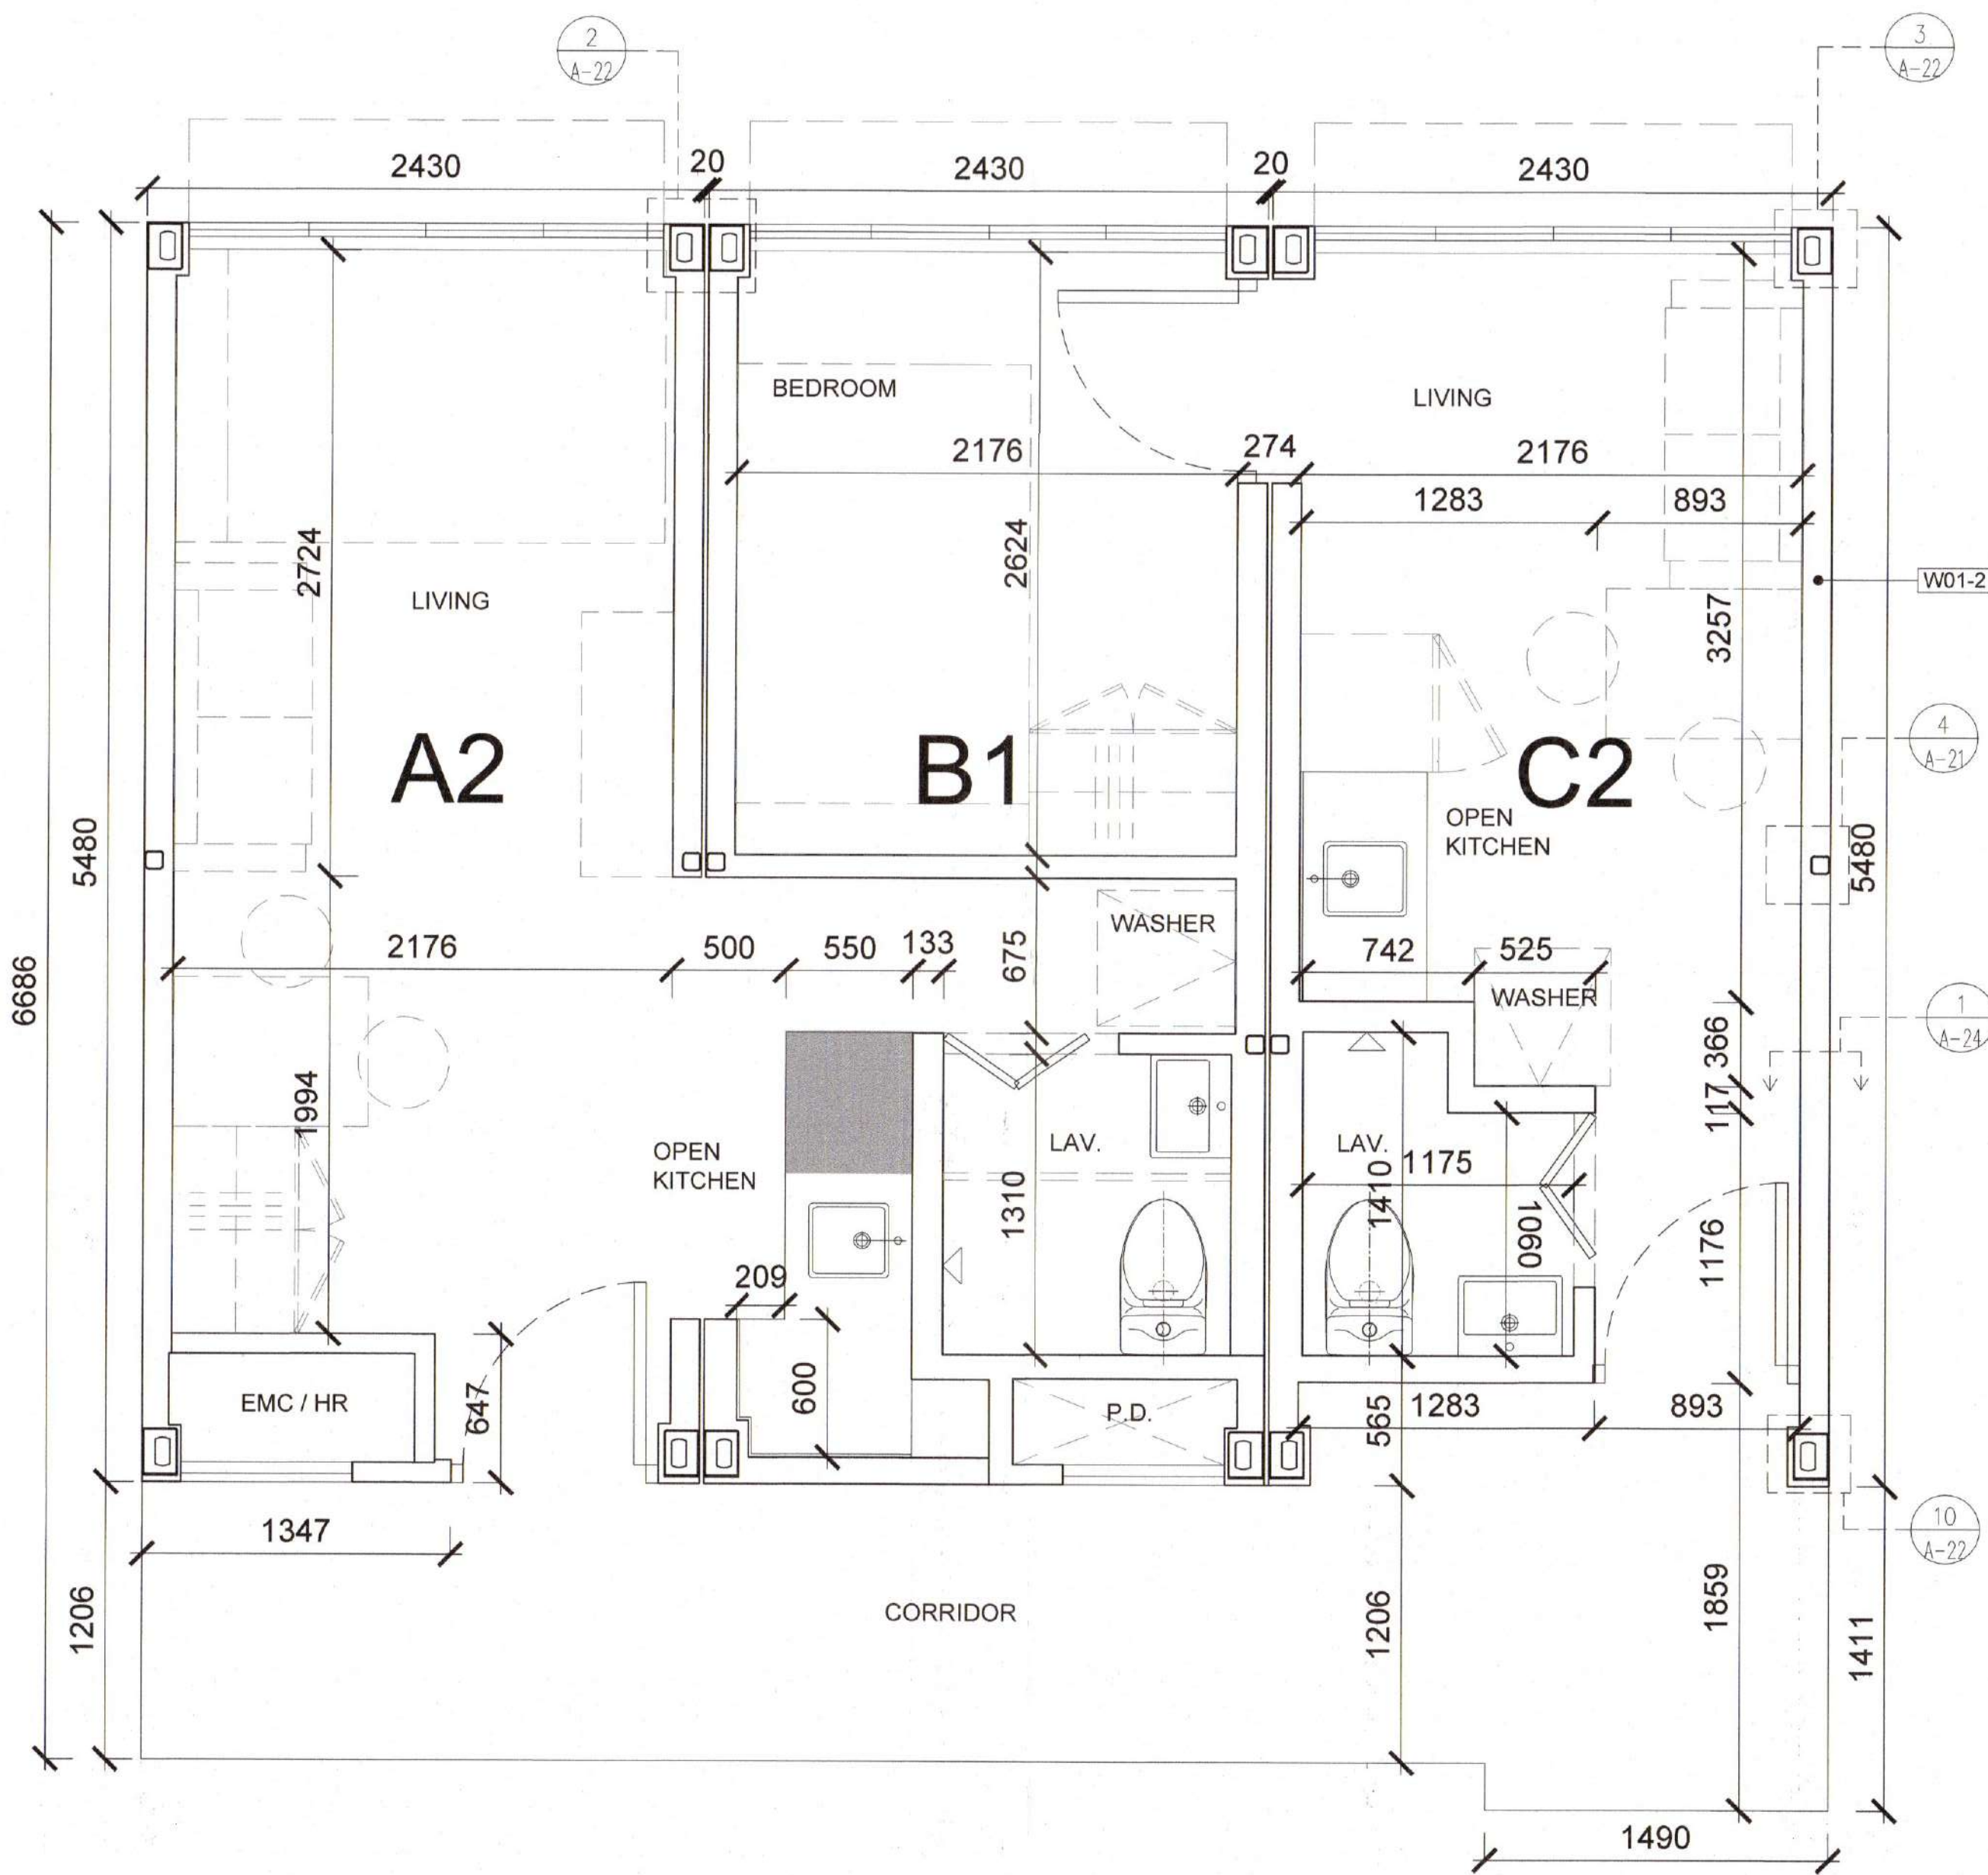 2
A-22
3
A-22
2430
20
2430
20
2430
BEDROOM
LIVING
2176
274
2176
1283
893
2724
2624
LIVING
W01-2
3257
A2
B1
C2
4
A-21
OPEN
KITCHEN
5480
5480
WASHER
2176
500
550
133
675
742
525
WASHER
6686
1
A-24
366
117
1994
OPEN
KITCHEN
LAV.
LAV.
1175
1410
1310
1060
1176
209
600
EMC / HR
647
P.D.
565
1283
893
1347
10
A-22
1206
CORRIDOR
1206
1859
1411
1490